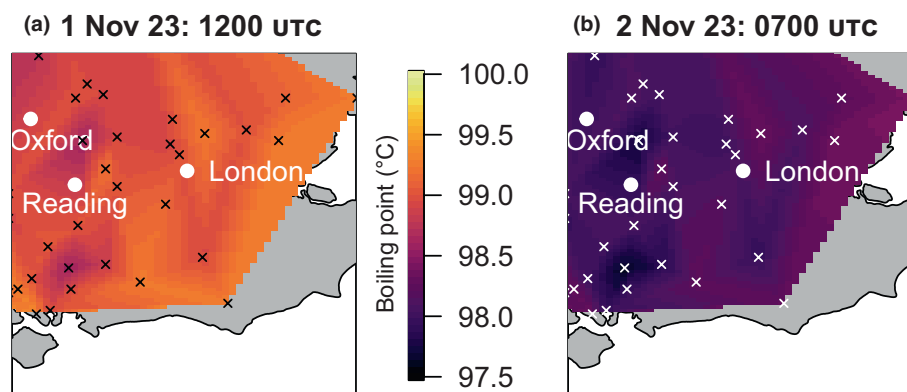 (a) 1 Nov 23: 1200 UTC
Oxford
London
Reading
Boiling point (°C)
100.0
99.5
99.0
98.5
98.0
97.5
(b) 2 Nov 23: 0700 UTC
Oxford
London
Reading